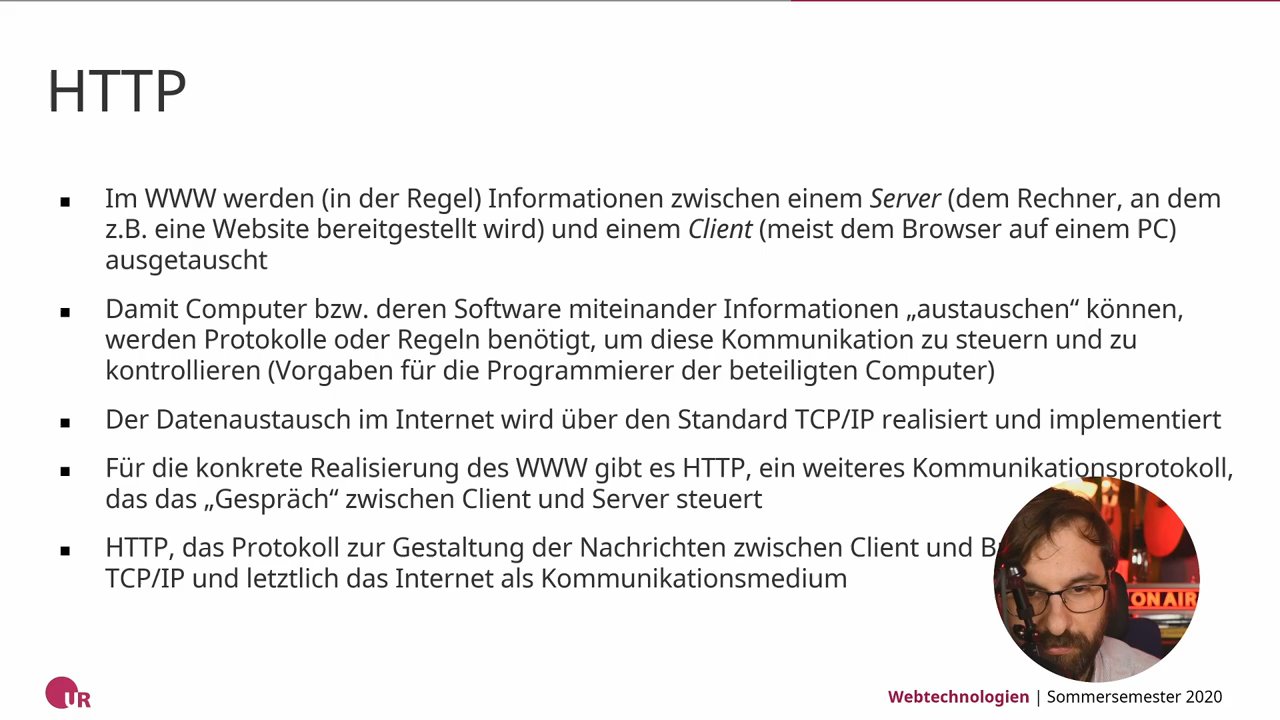 HTTP
Im WWW werden (in der Regel) Informationen zwischen einem Server (dem Rechner, an dem
z.B. eine Website bereitgestellt wird) und einem Client (meist dem Browser auf einem PC)
ausgetauscht
Damit Computer bzw. deren Software miteinander Informationen „austauschen“ können,
werden Protokolle oder Regeln benötigt, um diese Kommunikation zu steuern und zu
kontrollieren (Vorgaben für die Programmierer der beteiligten Computer)
Der Datenaustausch im Internet wird über den Standard TCP/IP realisiert und implementiert
Für die konkrete Realisierung des WWW gibt es HTTP, ein weiteres Kommunikationsprotokoll,
das das „Gespräch“ zwischen Client und Server steuert
HTTP, das Protokoll zur Gestaltung der Nachrichten zwischen Client und
TCP/IP und letztlich das Internet als Kommunikationsmedium
ON AIR
UR
Webtechnologien | Sommersemester 2020